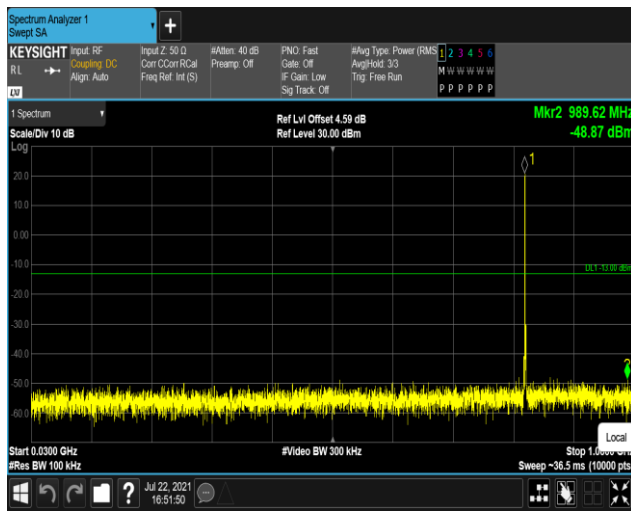 Spectrum Analyzer 1
Swept SA
+
KEYSIGHT
RL
Input: RF
Coupling: DC
Align: Auto
Input Z: 50 Ω
Corr CCorr RCal
Freq Ref: Int (S)
#Atten: 40 dB
Preamp: Off
PNO: Fast
Gate: Off
IF Gain: Low
Sig Track: Off
#Avg Type: Power (RMS
Avg|Hold: 3/3
Trig: Free Run
1 2 3 4 5 6
M W W W W W
P P P P P P
1 Spectrum
Scale/Div 10 dB
Log
Ref Lvl Offset 4.59 dB
Ref Level 30.00 dBm
Mkr2 989.62 MHz
-48.87 dBm
1
20.0
10.0
0.00
-10.0
DL1 -13.00 dBm
-20.0
-30.0
-40.0
2
-50.0
-60.0
Local
Start 0.0300 GHz
#Video BW 300 kHz
Stop 1.0000 GHz
#Res BW 100 kHz
Sweep ~36.5 ms (10000 pts
?
Jul 22, 2021
16:51:50